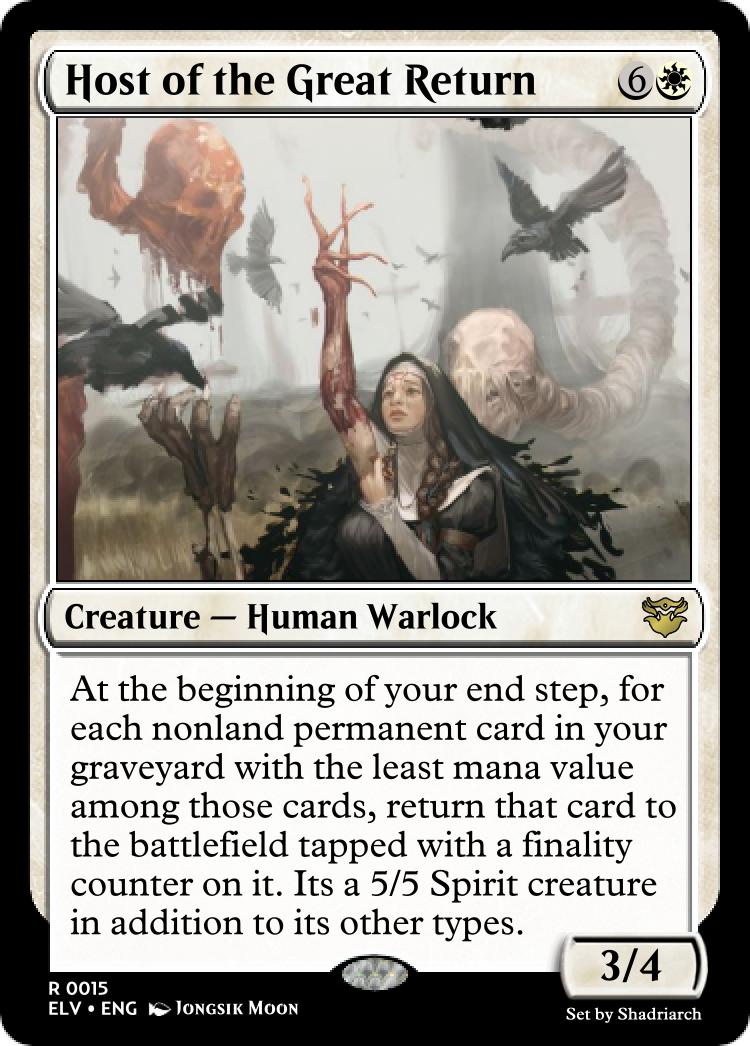 Host of the Great Return 6
Creature — Human Warlock
At the beginning of your end step, for
each nonland permanent card in your
graveyard with the least mana value
among those cards, return that card to
the battlefield tapped with a finality
counter on it. Its a 5/5 Spirit creature
in addition to its other types.
3/4
R 0015
ELV • ENG Jongsik Moon
Set by Shadriarch